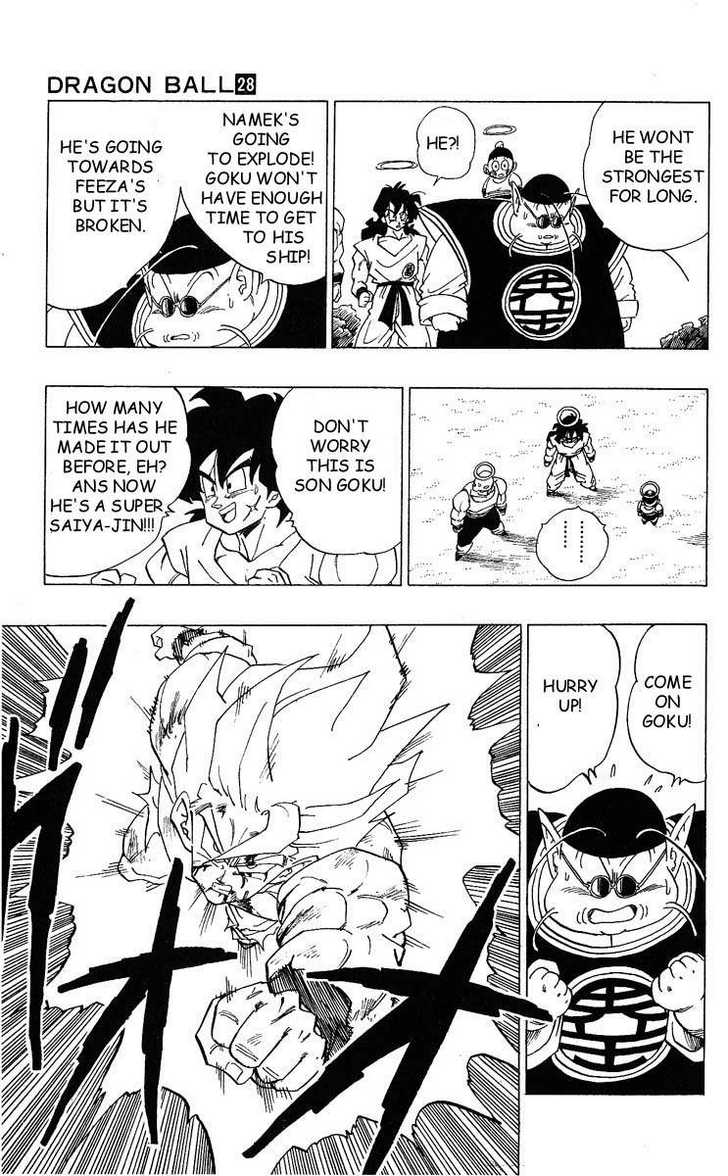 DRAGON BALL 28
HE WONT
BE THE
STRONGEST
FOR LONG.
HE?!
NAMEK'S
GOING
TO EXPLODE!
GOKU WON'T
HAVE ENOUGH
TIME TO GET
TO HIS
SHIP!
HE'S GOING
TOWARDS
FEEZA'S
BUT IT'S
BROKEN.
DON'T
WORRY
THIS IS
SON GOKU!
HOW MANY
TIMES HAS HE
MADE IT OUT
BEFORE, EH?
ANS NOW
HE'S A SUPER
SAIYA-JIN!!!
COME
ON
GOKU!
HURRY
UP!
オ
オ